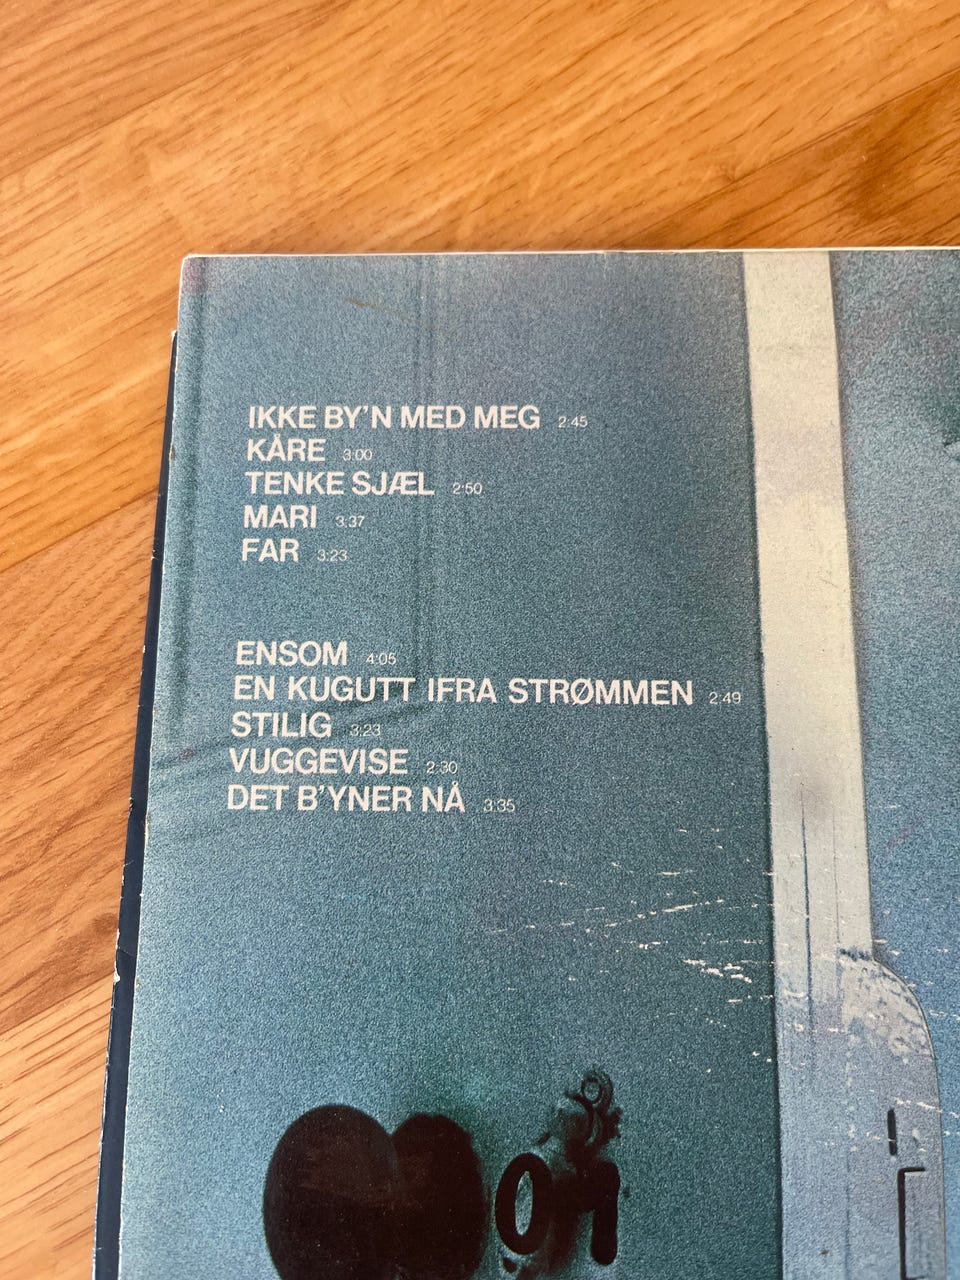 IKKE BY'N MED MEG 2:45
KÅRE 3:00
TENKE SJÆL 2:50
MARI 3:37
FAR 3:23
ENSOM 4:05
EN KUGUTT IFRA STRØMMEN 2:49
STILIG 3:23
VUGGEVISE 2:30
DET B'YNER NÅ 3:35